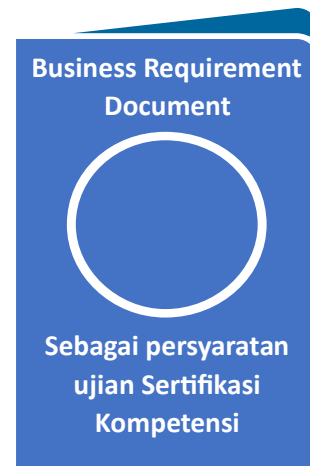 Business Requirement
Document
Sebagai persyaratan
ujian Sertifikasi
Kompetensi